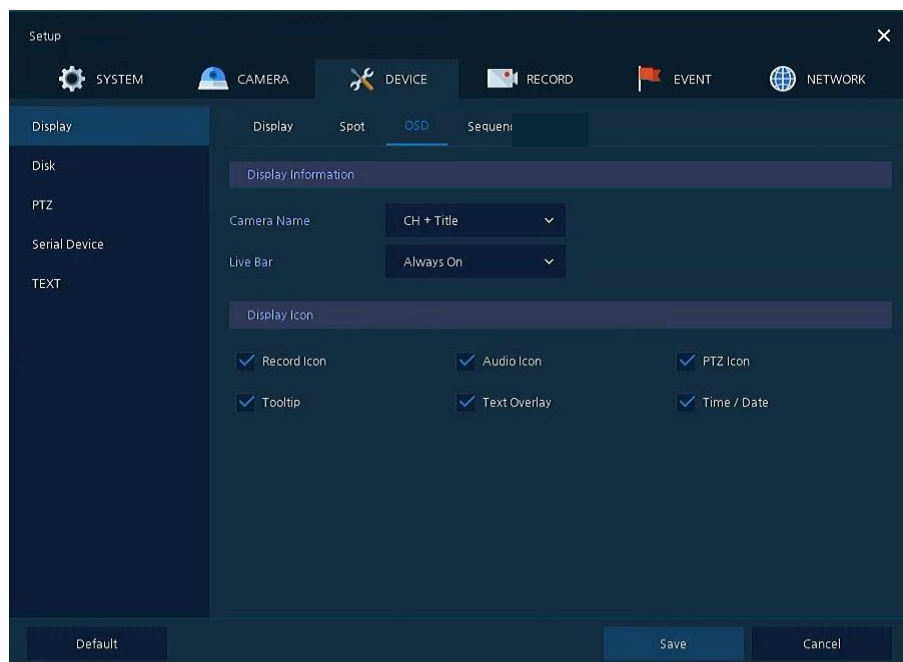 Setup
SYSTEM CAMERA DEVICE RECORD EVENT NETWORK
Display
Disk
PTZ
Serial Device
TEXT
Display Spot OSD
Display Information
Camera Name CH + Title
Live Bar Always On
Display Icon
Record Icon Audio Icon PTZ Icon
Tooltip Text Overlay Time / Date
Default Save Cancel